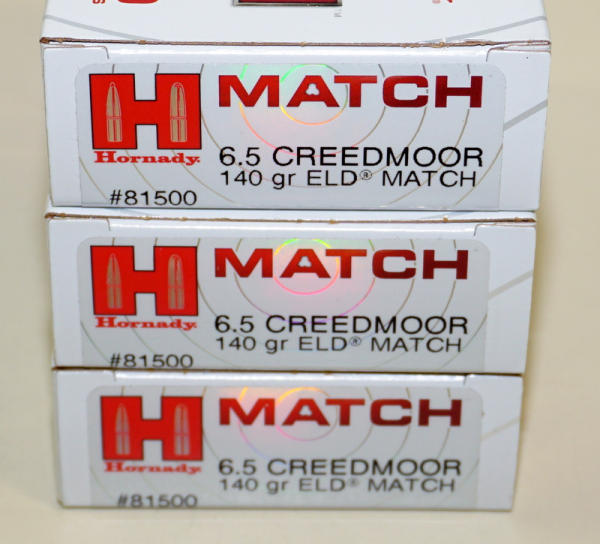 MATCH
Hornady
6.5 CREEDMOOR
140 gr ELD® MATCH
#81500
MATCH
Hornady
6.5 CREEDMOOR
140 gr ELD® MATCH
#81500
MATCH
Hornady
6.5 CREEDMOOR
140 gr ELD® MATCH
#81500